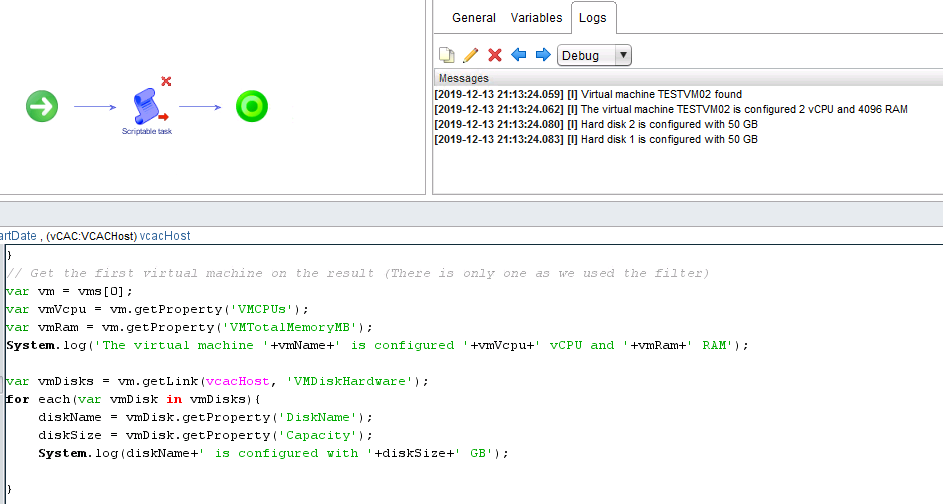 General Variables Logs
Debug
Messages
[2019-12-13 21:13:24.059] [I] Virtual machine TESTVM02 found
[2019-12-13 21:13:24.062] [I] The virtual machine TESTVM02 is configured 2 vCPU and 4096 RAM
[2019-12-13 21:13:24.080] [I] Hard disk 2 is configured with 50 GB
[2019-12-13 21:13:24.083] [I] Hard disk 1 is configured with 50 GB
Scriptable task
artDate , (vCAC:VCACHost) vcacHost
}
// Get the first virtual machine on the result (There is only one as we used the filter)
var vm = vms[0];
var vmVcpu = vm.getProperty('VMCPUs');
var vmRam = vm.getProperty('VMTotalMemoryMB');
System.log('The virtual machine '+vmName+' is configured '+vmVcpu+' vCPU and '+vmRam+' RAM');
var vmDisks = vm.getLink(vcacHost, 'VMDiskHardware');
for each(var vmDisk in vmDisks){
    diskName = vmDisk.getProperty('DiskName');
    diskSize = vmDisk.getProperty('Capacity');
    System.log(diskName+' is configured with '+diskSize+' GB');
}